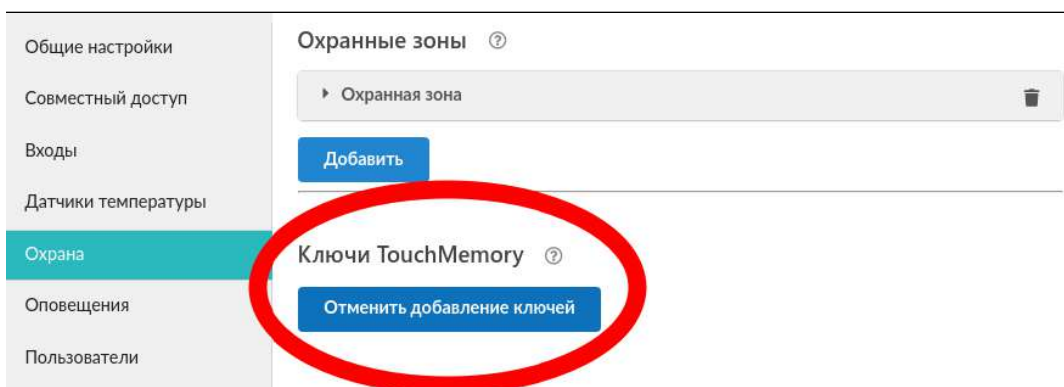 Общие настройки
Совместный доступ
Входы
Датчики температуры
Охрана
Оповещения
Пользователи
Охранные зоны ?
Охранная зона
Добавить
Ключи TouchMemory ?
Отменить добавление ключей